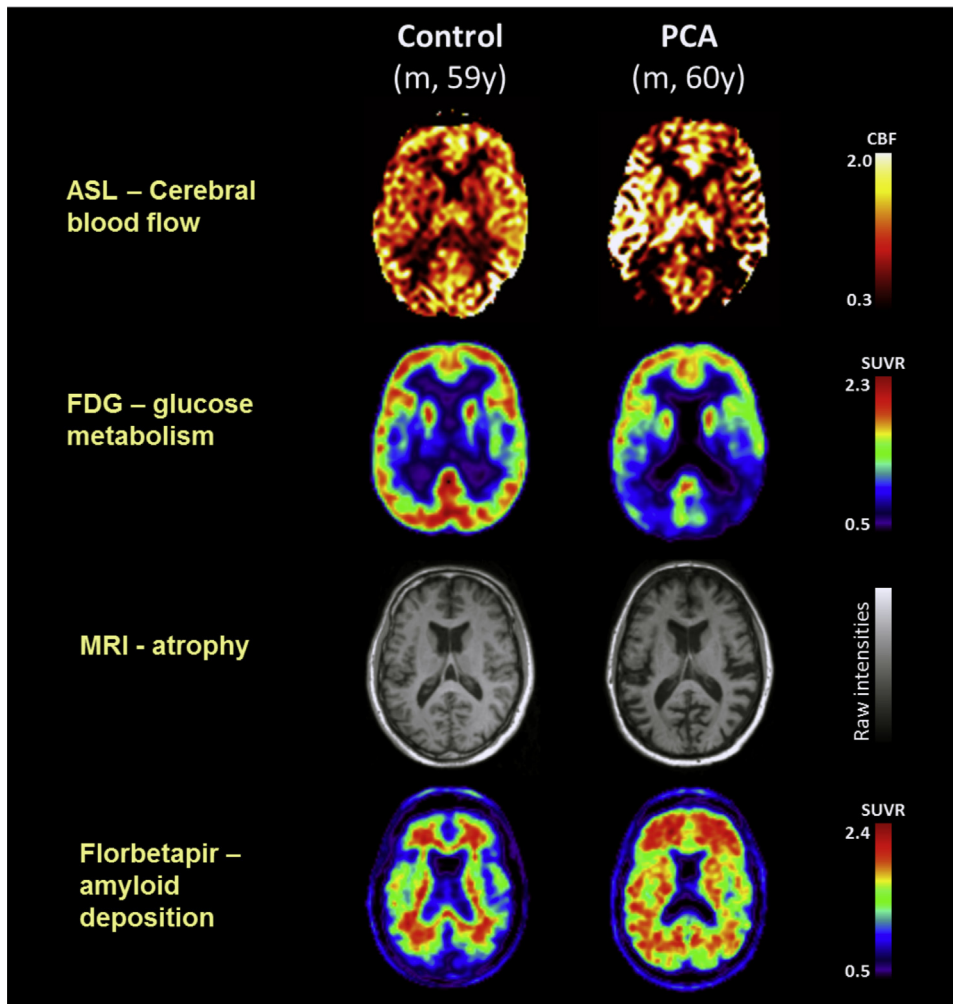 Control
(m, 59y)
PCA
(m, 60y)
ASL – Cerebral
blood flow
CBF
2.0
0.3
FDG – glucose
metabolism
SUVR
2.3
0.5
MRI - atrophy
Raw intensities
Florbetapir –
amyloid
deposition
SUVR
2.4
0.5